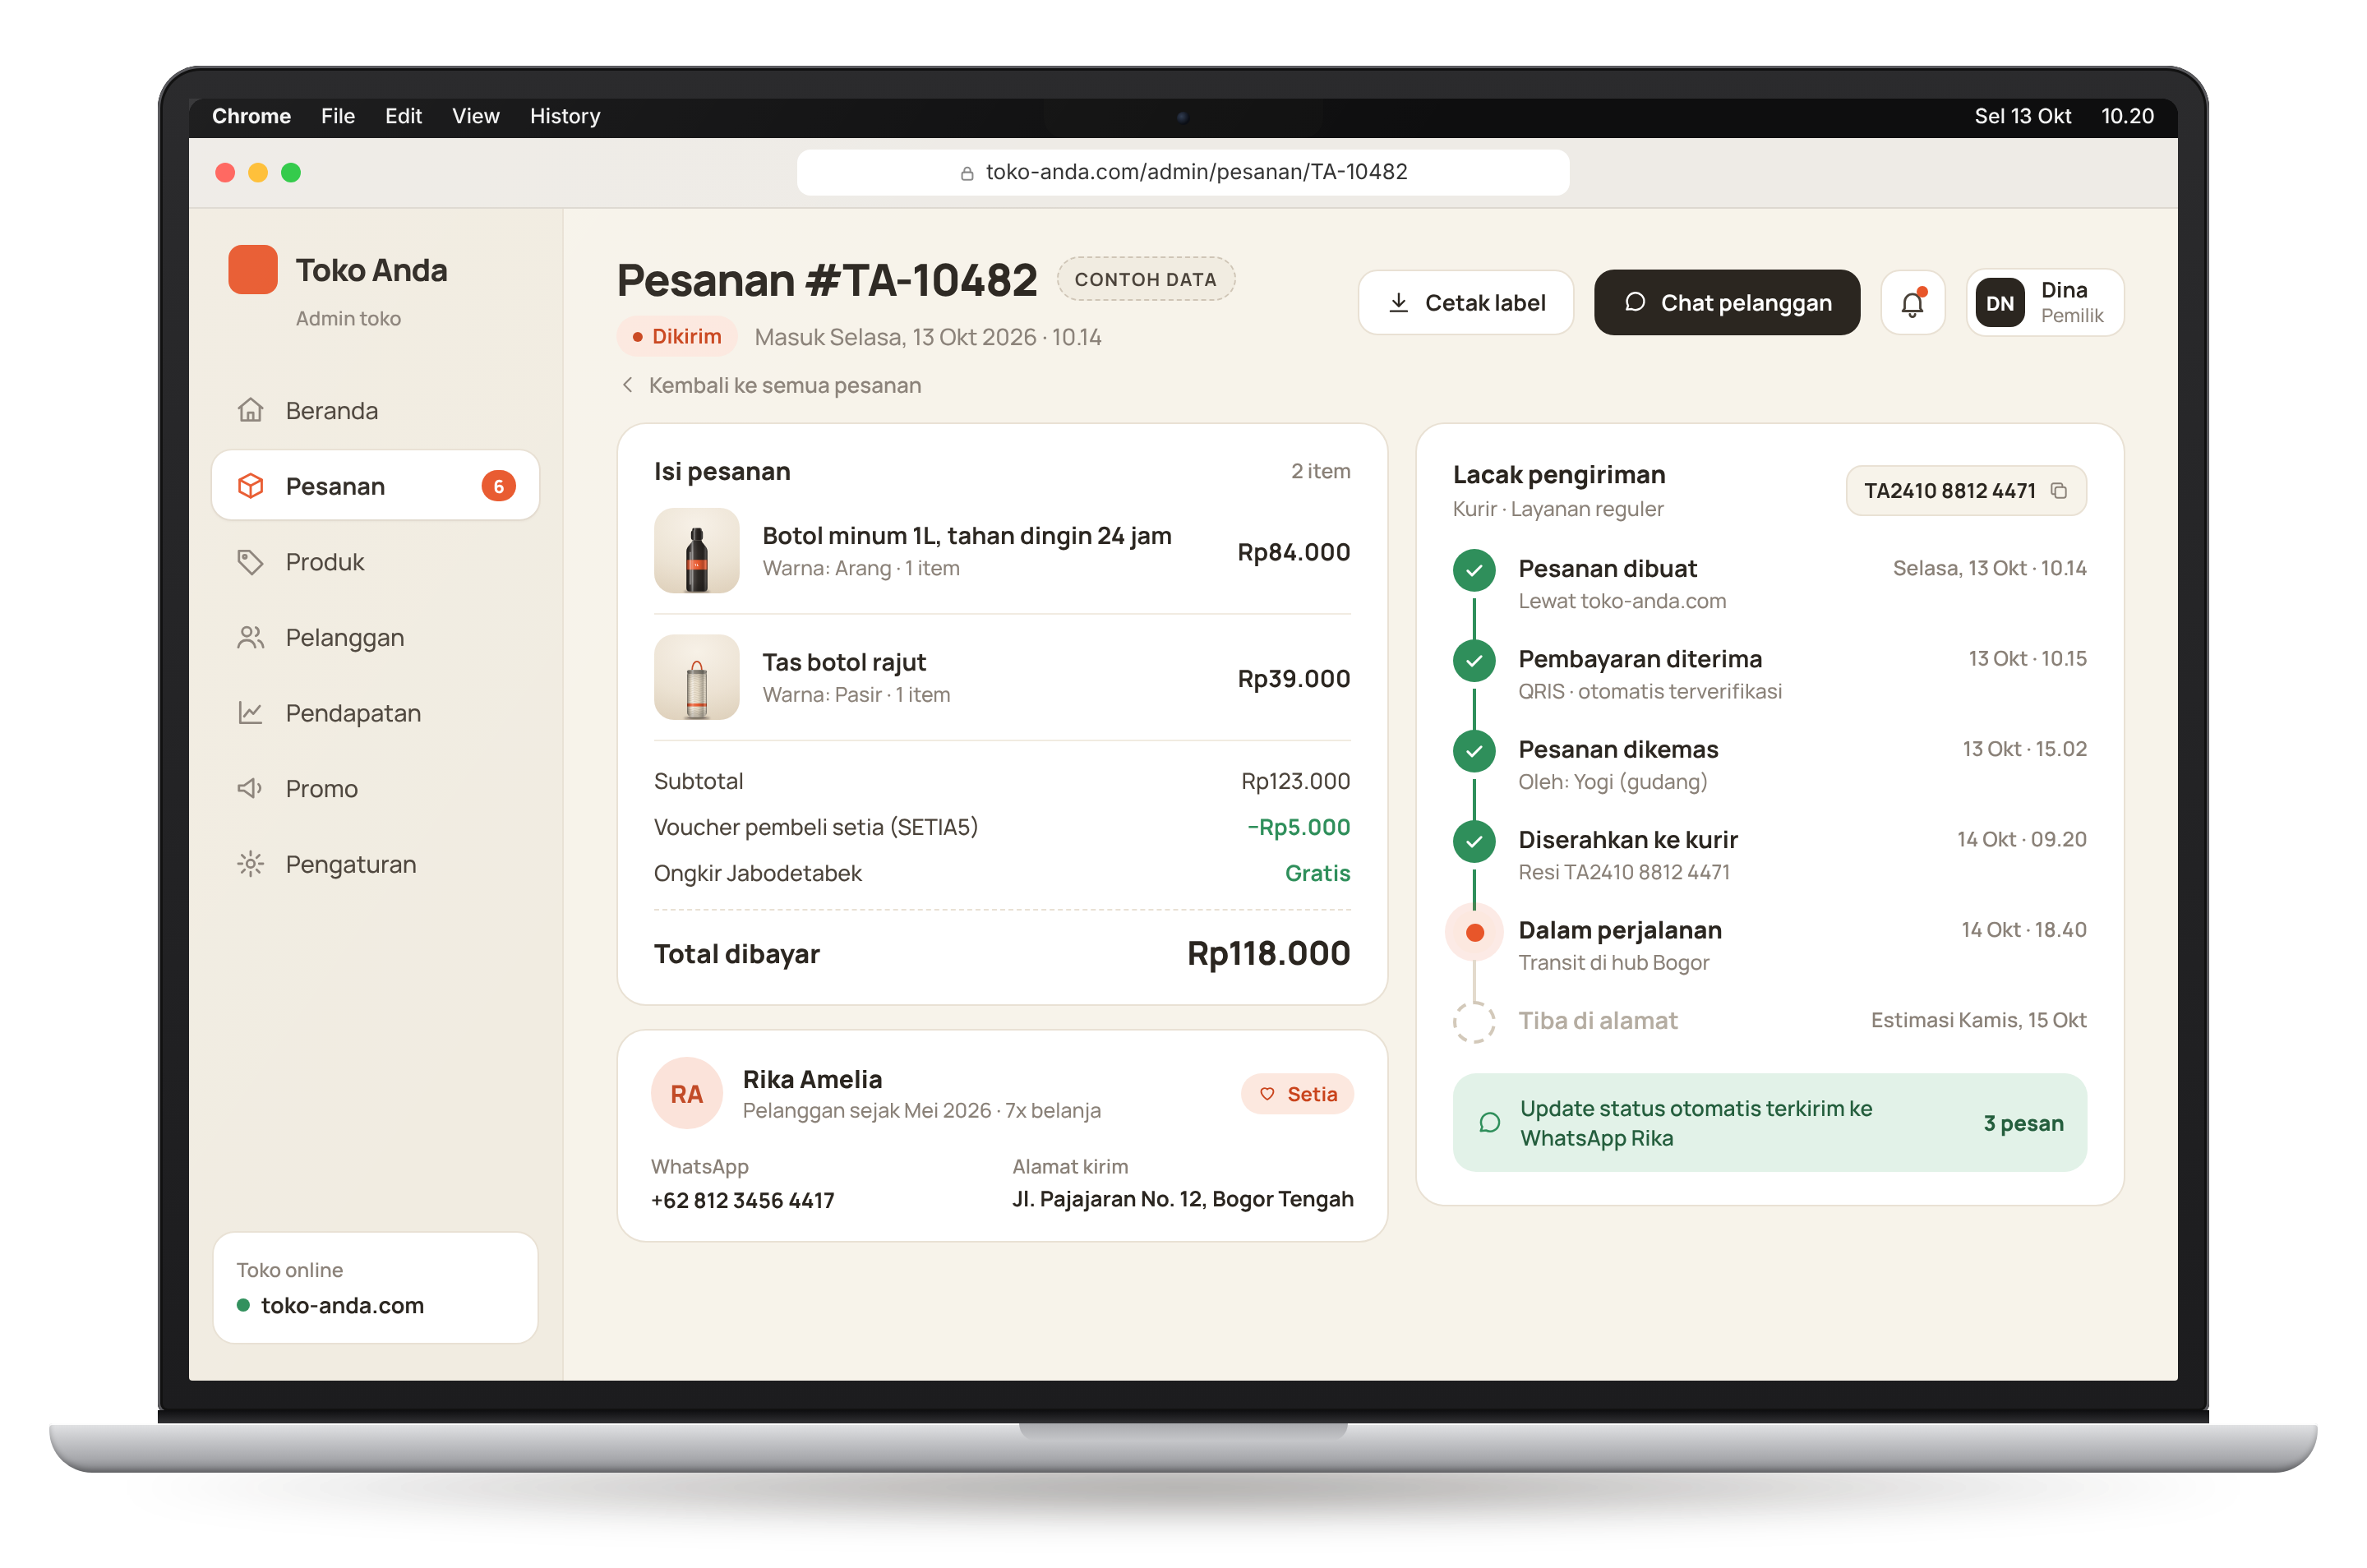 Chrome File Edit View History
Sel 13 Okt 10.20
toko-anda.com/admin/pesanan/TA-10482
Toko Anda
Admin toko
Beranda
Pesanan 6
Produk
Pelanggan
Pendapatan
Promo
Pengaturan
Toko online
toko-anda.com
Pesanan #TA-10482 CONTOH DATA
Dikirim Masuk Selasa, 13 Okt 2026 · 10.14
Kembali ke semua pesanan
Cetak label
Chat pelanggan
DN
Dina
Pemilik
Isi pesanan 2 item
Botol minum 1L, tahan dingin 24 jam Rp84.000
Warna: Arang · 1 item
Tas botol rajut Rp39.000
Warna: Pasir · 1 item
Subtotal Rp123.000
Voucher pembeli setia (SETIA5) −Rp5.000
Ongkir Jabodetabek Gratis
Total dibayar Rp118.000
RA
Rika Amelia
Pelanggan sejak Mei 2026 · 7x belanja
Setia
WhatsApp
+62 812 3456 4417
Alamat kirim
Jl. Pajajaran No. 12, Bogor Tengah
Lacak pengiriman
Kurir · Layanan reguler
TA2410 8812 4471
Pesanan dibuat Selasa, 13 Okt · 10.14
Lewat toko-anda.com
Pembayaran diterima 13 Okt · 10.15
QRIS · otomatis terverifikasi
Pesanan dikemas 13 Okt · 15.02
Oleh: Yogi (gudang)
Diserahkan ke kurir 14 Okt · 09.20
Resi TA2410 8812 4471
Dalam perjalanan 14 Okt · 18.40
Transit di hub Bogor
Tiba di alamat Estimasi Kamis, 15 Okt
Update status otomatis terkirim ke
WhatsApp Rika
3 pesan